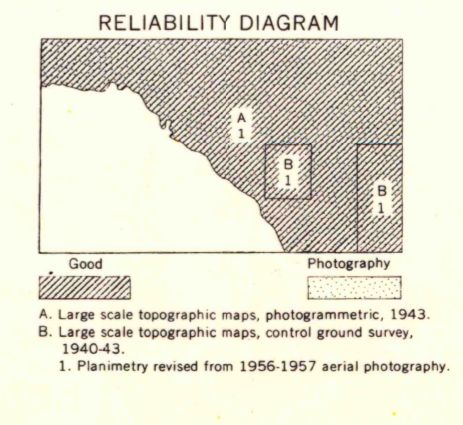 RELIABILITY DIAGRAM
A
1
B
1
B
1
Good Photography
A. Large scale topographic maps, photogrammetric, 1943.
B. Large scale topographic maps, control ground survey,
1940-43.
1. Planimetry revised from 1956-1957 aerial photography.